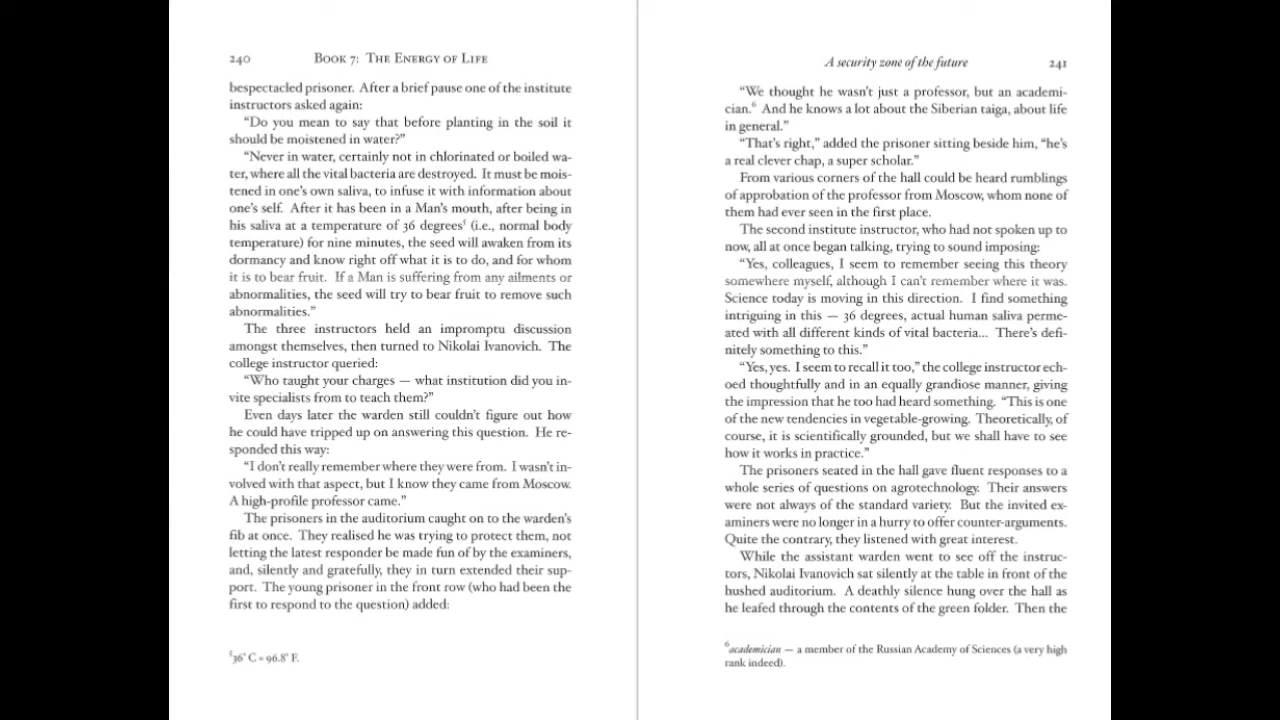 240 BOOK 7: THE ENERGY OF LIFE
bespectacled prisoner. After a brief pause one of the institute
instructors asked again:
“Do you mean to say that before planting in the soil it
should be moistened in water?”
“Never in water, certainly not in chlorinated or boiled wa-
ter, where all the vital bacteria are destroyed. It must be mois-
tened in one’s own saliva, to infuse it with information about
one’s self. After it has been in a Man’s mouth, after being in
his saliva at a temperature of 36 degrees⁵ (i.e., normal body
temperature) for nine minutes, the seed will awaken from its
dormancy and know right off what it is to do, and for whom
it is to bear fruit. If a Man is suffering from any ailments or
abnormalities, the seed will try to bear fruit to remove such
abnormalities.”
The three instructors held an impromptu discussion
amongst themselves, then turned to Nikolai Ivanovich. The
college instructor queried:
“Who taught your charges — what institution did you in-
vite specialists from to teach them?”
Even days later the warden still couldn’t figure out how
he could have tripped up on answering this question. He re-
sponded this way:
“I don’t really remember where they were from. I wasn’t in-
volved with that aspect, but I know they came from Moscow.
A high-profile professor came.”
The prisoners in the auditorium caught on to the warden’s
fib at once. They realised he was trying to protect them, not
letting the latest responder be made fun of by the examiners,
and, silently and gratefully, they in turn extended their sup-
port. The young prisoner in the front row (who had been the
first to respond to the question) added:
⁵36° C = 96.8° F.
A security zone of the future 241
“We thought he wasn’t just a professor, but an academi-
cian.⁶ And he knows a lot about the Siberian taiga, about life
in general.”
“That’s right,” added the prisoner sitting beside him, “he’s
a real clever chap, a super scholar.”
From various corners of the hall could be heard rumblings
of approbation of the professor from Moscow, whom none of
them had ever seen in the first place.
The second institute instructor, who had not spoken up to
now, all at once began talking, trying to sound imposing:
“Yes, colleagues, I seem to remember seeing this theory
somewhere myself, although I can’t remember where it was.
Science today is moving in this direction. I find something
intriguing in this — 36 degrees, actual human saliva perme-
ated with all different kinds of vital bacteria... There’s defi-
nitely something to this.”
“Yes, yes. I seem to recall it too,” the college instructor ech-
oed thoughtfully and in an equally grandiose manner, giving
the impression that he too had heard something. “This is one
of the new tendencies in vegetable-growing. Theoretically, of
course, it is scientifically grounded, but we shall have to see
how it works in practice.”
The prisoners seated in the hall gave fluent responses to a
whole series of questions on agrotechnology. Their answers
were not always of the standard variety. But the invited ex-
aminers were no longer in a hurry to offer counter-arguments.
Quite the contrary, they listened with great interest.
While the assistant warden went to see off the instruc-
tors, Nikolai Ivanovich sat silently at the table in front of the
hushed auditorium. A deathly silence hung over the hall as
he leafed through the contents of the green folder. Then the
⁶academician — a member of the Russian Academy of Sciences (a very high
rank indeed).